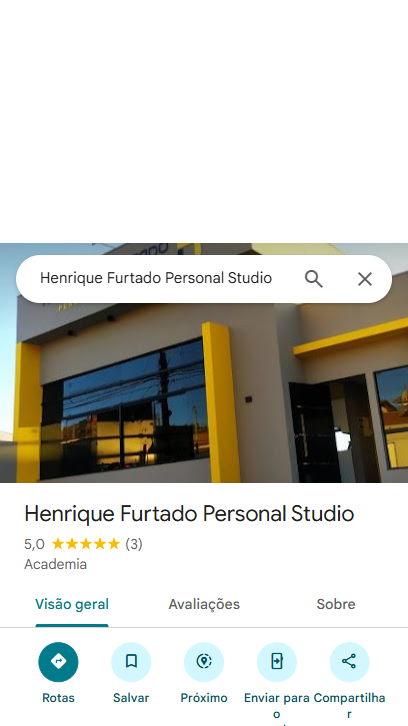 Henrique Furtado Personal Studio
Henrique Furtado Personal Studio
5,0 (3)
Academia
Visão geral Avaliações Sobre
Rotas Salvar Próximo Enviar para Compartilha
o r